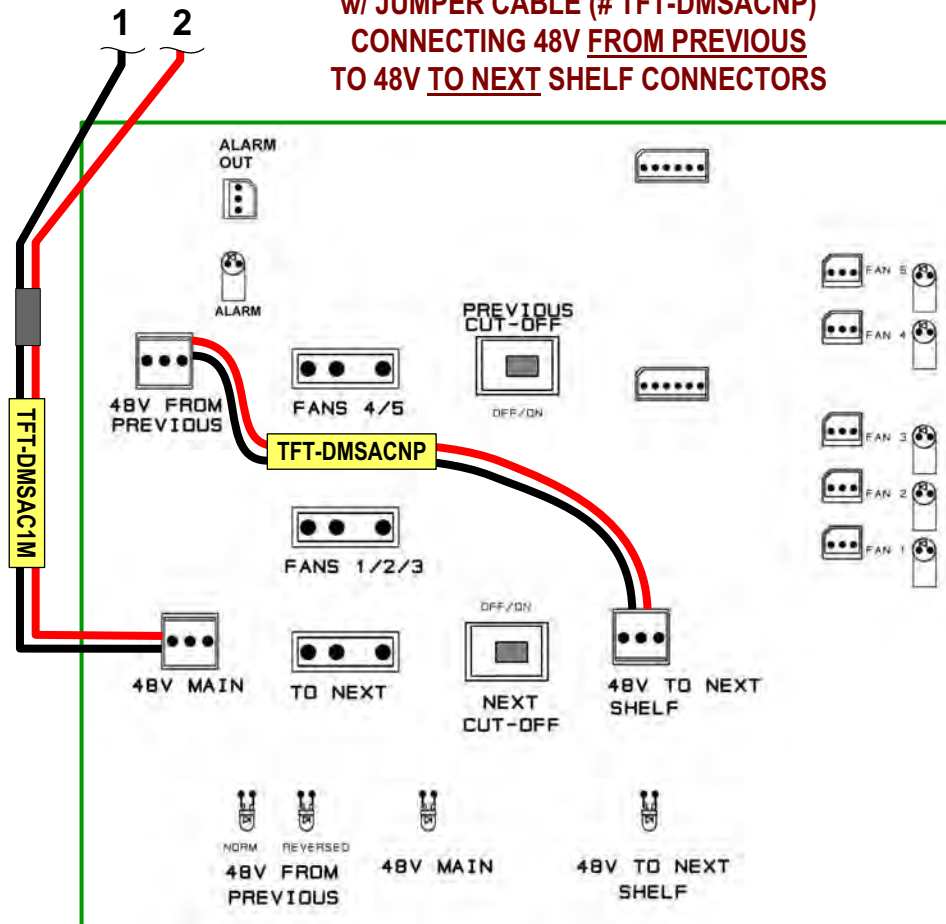 w/ JUMPER CABLE (# TFT-DMSACNP)
CONNECTING 48V FROM PREVIOUS
TO 48V TO NEXT SHELF CONNECTORS
1 2
ALARM
OUT
ALARM
PREVIOUS
CUT-OFF
OFF/ON
48V FROM
PREVIOUS
FANS 4/5
FAN 5
FAN 4
FAN 3
FAN 2
FAN 1
TFT-DMSACNP
TFT-DMSAC1M
FANS 1/2/3
OFF/ON
48V MAIN
TO NEXT
NEXT
CUT-OFF
48V TO NEXT
SHELF
NORM REVERSED
48V FROM
PREVIOUS
48V MAIN
48V TO NEXT
SHELF